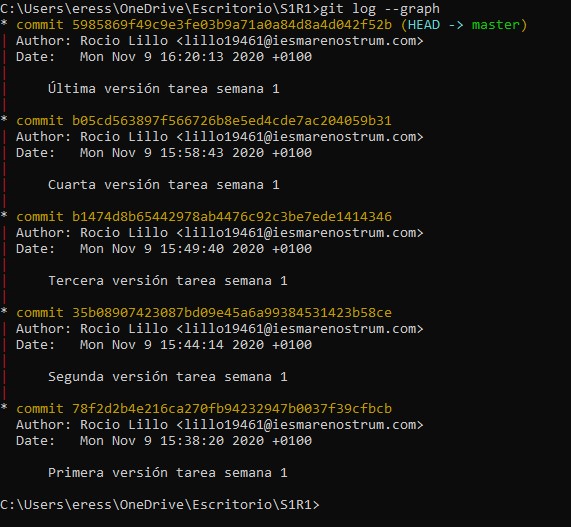 C:\Users\eress\OneDrive\Escritorio\S1R1>git log --graph
* commit 5985869f49c9e3fe03b9a71a0a84d8a4d042f52b (HEAD -> master)
| Author: Rocio Lillo <lillo19461@iesmarenostrum.com>
| Date:   Mon Nov 9 16:20:13 2020 +0100
|
|     Última versión tarea semana 1
|
* commit b05cd563897f566726b8e5ed4cde7ac204059b31
| Author: Rocio Lillo <lillo19461@iesmarenostrum.com>
| Date:   Mon Nov 9 15:58:43 2020 +0100
|
|     Cuarta versión tarea semana 1
|
* commit b1474d8b65442978ab4476c92c3be7ede1414346
| Author: Rocio Lillo <lillo19461@iesmarenostrum.com>
| Date:   Mon Nov 9 15:49:40 2020 +0100
|
|     Tercera versión tarea semana 1
|
* commit 35b08907423087bd09e45a6a99384531423b58ce
| Author: Rocio Lillo <lillo19461@iesmarenostrum.com>
| Date:   Mon Nov 9 15:44:14 2020 +0100
|
|     Segunda versión tarea semana 1
|
* commit 78f2d2b4e216ca270fb94232947b0037f39cfbcb
  Author: Rocio Lillo <lillo19461@iesmarenostrum.com>
  Date:   Mon Nov 9 15:38:20 2020 +0100

      Primera versión tarea semana 1

C:\Users\eress\OneDrive\Escritorio\S1R1>